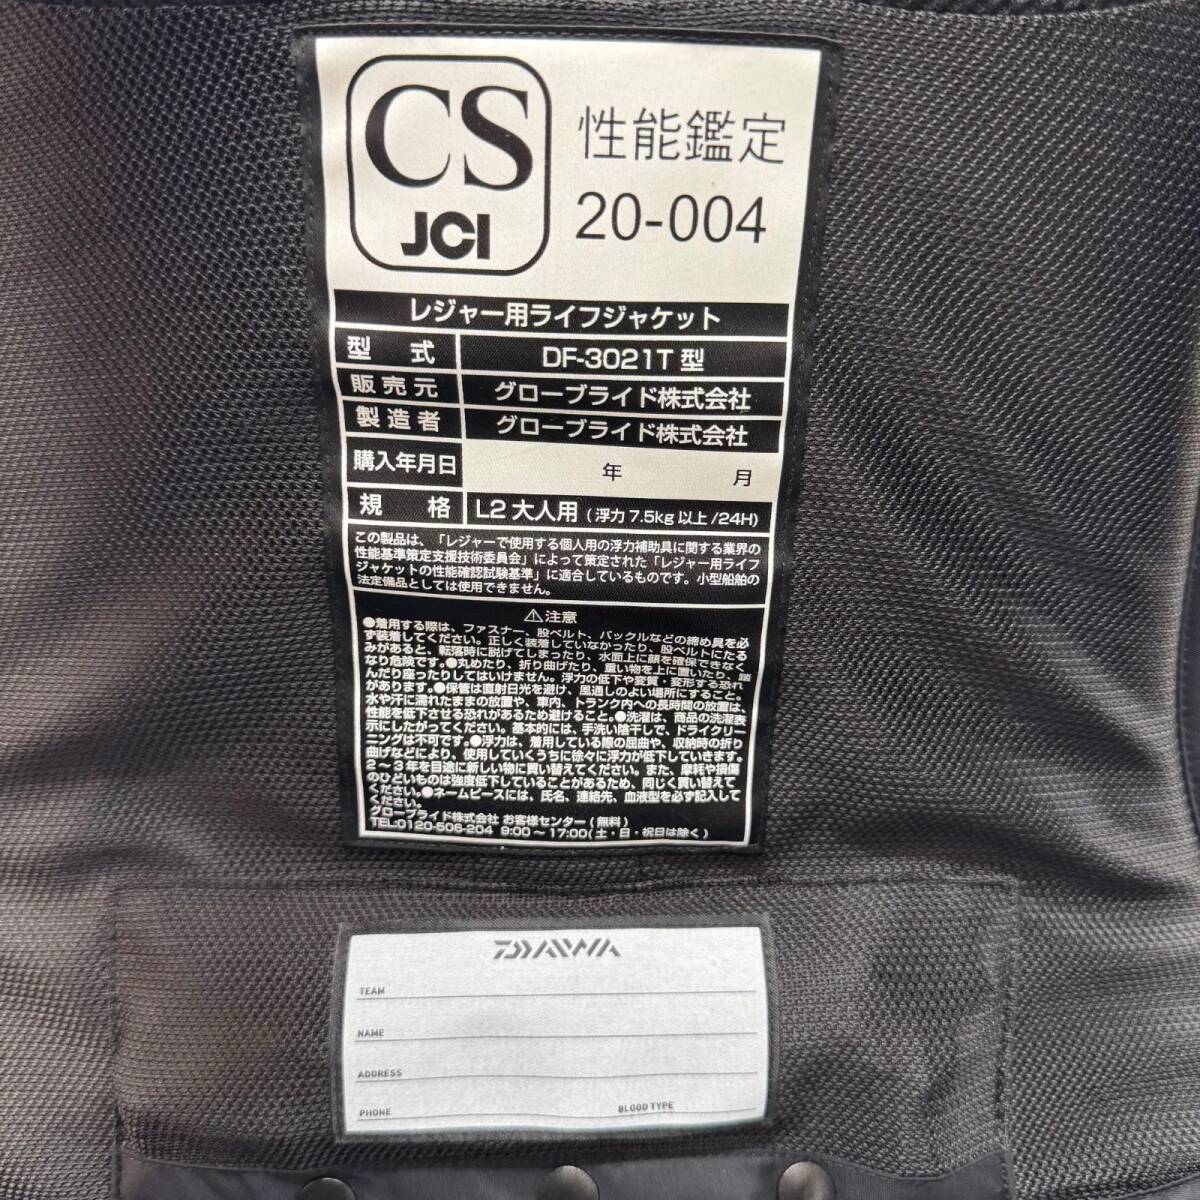 CS
JCI
性能鑑定
20-004
レジャー用ライフジャケット
型 式 DF-3021T 型
販売元 グローブライド株式会社
製造者 グローブライド株式会社
購入年月日 年 月
規 格 L2 大人用 (浮力 7.5kg 以上 /24H)
この製品は、「レジャーで使用する個人用の浮力補助具に関する業界の
性能基準策定支援技術委員会」によって策定された「レジャー用ライフ
ジャケットの性能確認試験基準」に適合しているものです。小型船舶の
法定備品としては使用できません。
⚠注意
●着用する際は、ファスナー、股ベルト、バックルなどの締め具を必
ず装着してください。正しく装着していなかったり、股ベルトにたる
みがあると、転落時に脱げてしまったり、水面上に顔を確保できなく
なり危険です。●丸めたり、折り曲げたり、重い物を上に置いたり、踏
んだり座ったりしてはいけません。浮力の低下や変質・変形する恐れ
があります。●保管は直射日光を避け、風通しのよい場所にすること。
水や汗に濡れたままの放置や、車内、トランク内への長時間の放置は、
性能を低下させる恐れがあるため避けること。●洗濯は、商品の洗濯表
示にしたがってください。基本的には、手洗い陰干しで、ドライクリー
ニングは不可です。●浮力は、着用している際の屈曲や、収納時の折り
曲げなどにより、使用していくうちに徐々に浮力が低下していきます。
2～3年を目途に新しい物に買い替えてください。また、摩耗や損傷
のひどいものは強度低下していることがあるため、同じく買い替えて
ください。●ネームピースには、氏名、連絡先、血液型を必ず記入して
ください。
グローブライド株式会社 お客様センター(無料)
TEL:0120-506-204 9:00～17:00(土・日・祝日は除く)
DAIWA
TEAM
NAME
ADDRESS
PHONE BLOOD TYPE